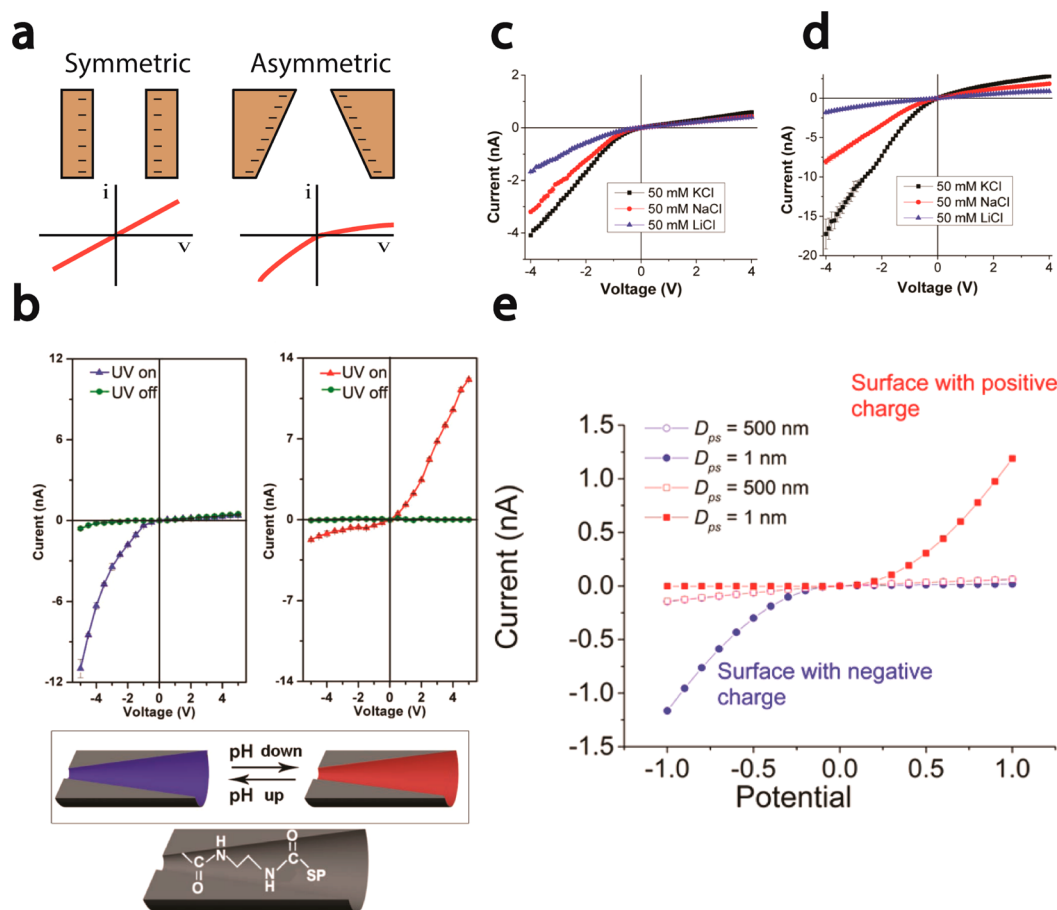 a
Symmetric
Asymmetric
i
V
i
V
b
12
6
0
-6
-12
Curent (nA)
UV on
UV off
-4
-2
0
2
4
Voltage (V)
14
7
0
-7
-14
Curent (nA)
UV on
UV off
-4
-2
0
2
4
Voltage (V)
pH down
pH up
H
N
C
O
N
H
O
C
SP
c
2
0
-2
-4
Current (nA)
50 mM KCl
50 mM NaCl
50 mM LiCl
-4
-2
0
2
4
Voltage (V)
d
0
-5
-10
-15
-20
Current (nA)
50 mM KCl
50 mM NaCl
50 mM LiCl
-4
-2
0
2
4
Voltage (V)
e
Surface with positive
charge
1.5
1.0
0.5
0.0
-0.5
-1.0
-1.5
Current (nA)
Dps = 500 nm
Dps = 1 nm
Dps = 500 nm
Dps = 1 nm
Surface with negative
charge
-1.0
-0.5
0.0
0.5
1.0
Potential